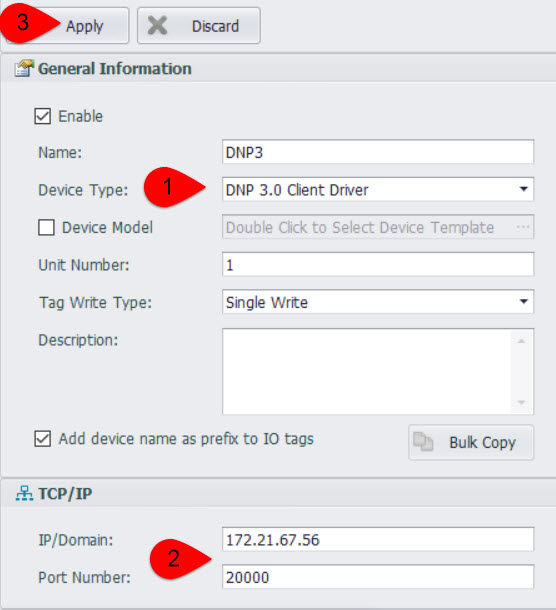 3 Apply Discard
General Information
Enable
Name: DNP3
Device Type: 1 DNP 3.0 Client Driver
Device Model Double Click to Select Device Template ...
Unit Number: 1
Tag Write Type: Single Write
Description:
Add device name as prefix to IO tags Bulk Copy
TCP/IP
IP/Domain: 172.21.67.56
2
Port Number: 20000